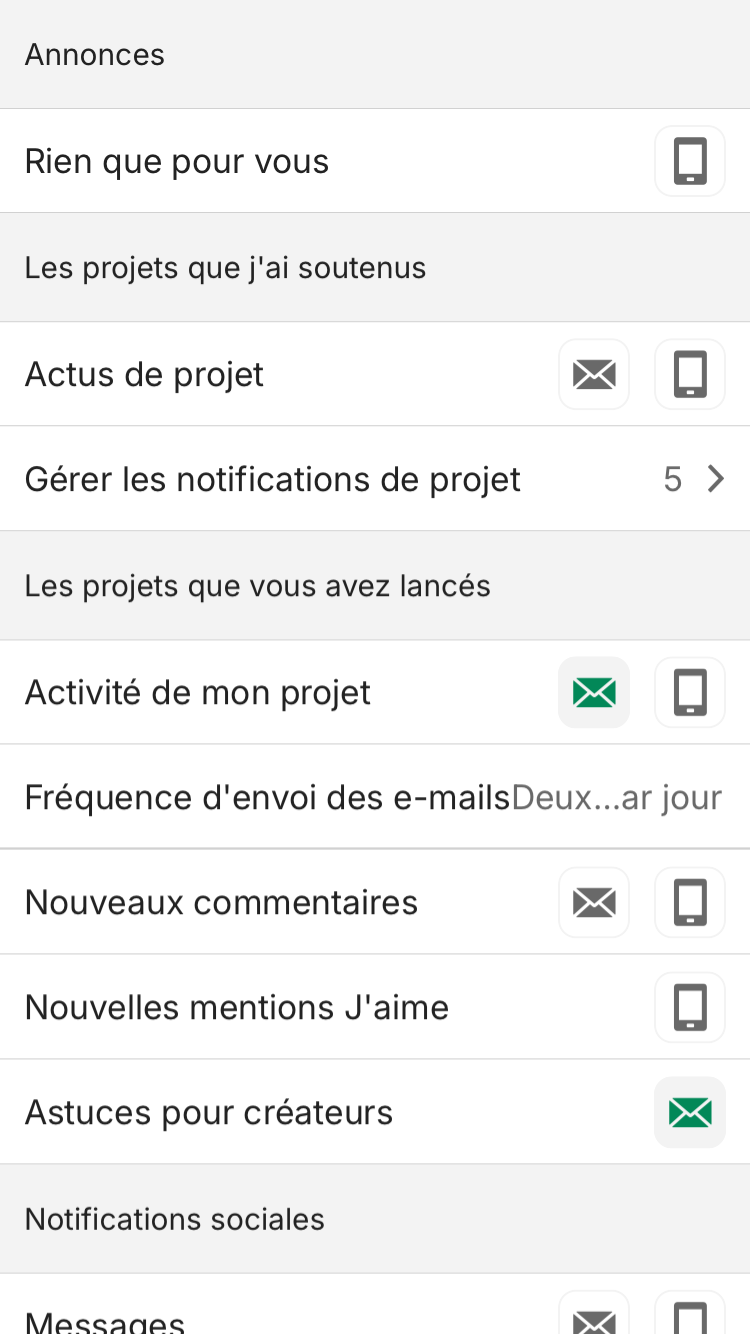 Annonces
Rien que pour vous
Les projets que j'ai soutenus
Actus de projet
Gérer les notifications de projet 5
Les projets que vous avez lancés
Activité de mon projet
Fréquence d'envoi des e-mails Deux...ar jour
Nouveaux commentaires
Nouvelles mentions J'aime
Astuces pour créateurs
Notifications sociales
Messages